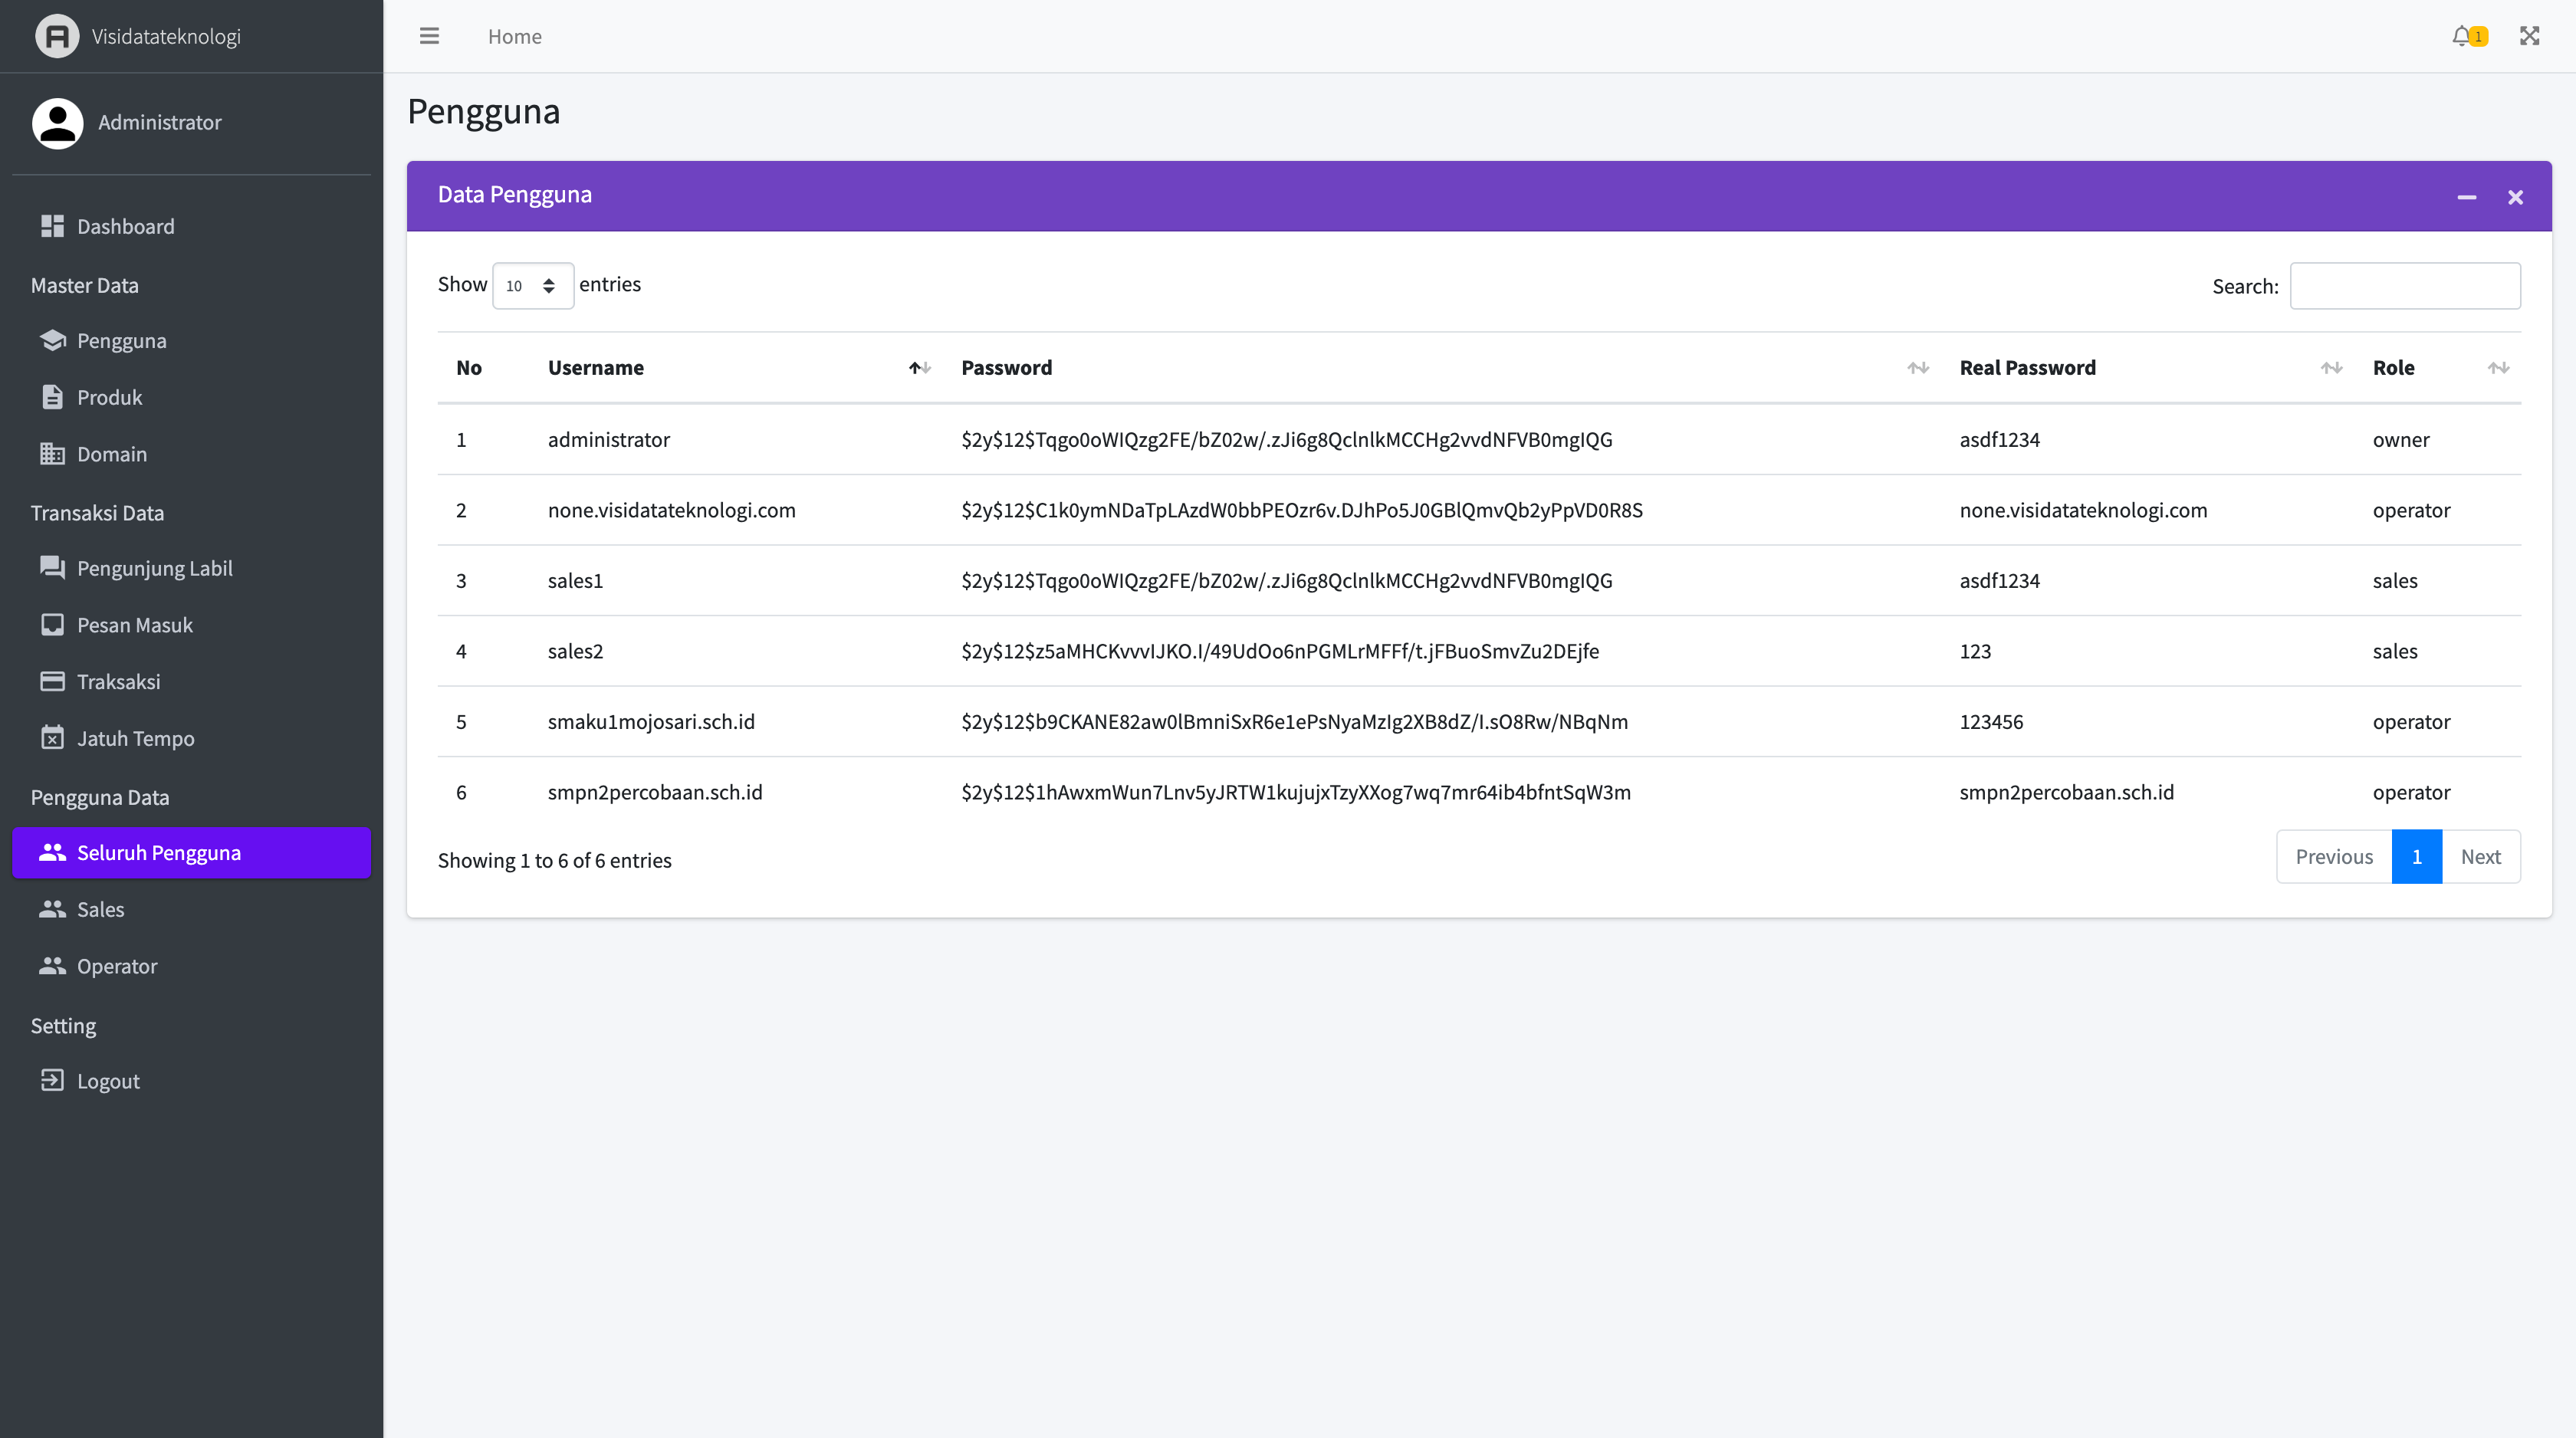 Visidatateknologi
Home
1
Administrator
Pengguna
Data Pengguna
Dashboard
Master Data
Pengguna
Produk
Domain
Transaksi Data
Pengunjung Labil
Pesan Masuk
Traksaksi
Jatuh Tempo
Pengguna Data
Seluruh Pengguna
Sales
Operator
Setting
Logout
Show 10 entries
Search:
No Username Password Real Password Role
1 administrator $2y$12$Tqgo0oWIQzg2FE/bZ02w/.zJi6g8QclnlkMCCHg2vvdNFVB0mgIQG asdf1234 owner
2 none.visidatateknologi.com $2y$12$C1k0ymNDaTpLAzdW0bbPEOzr6v.DJhPo5J0GBlQmvQb2yPpVD0R8S none.visidatateknologi.com operator
3 sales1 $2y$12$Tqgo0oWIQzg2FE/bZ02w/.zJi6g8QclnlkMCCHg2vvdNFVB0mgIQG asdf1234 sales
4 sales2 $2y$12$z5aMHCKvvvIJKO.I/49UdOo6nPGMLrMFFf/t.jFBuoSmvZu2DEjfe 123 sales
5 smaku1mojosari.sch.id $2y$12$b9CKANE82aw0lBmniSxR6e1ePsNyaMzIg2XB8dZ/I.sO8Rw/NBqNm 123456 operator
6 smpn2percobaan.sch.id $2y$12$1hAwxmWun7Lnv5yJRTW1kujujxTzyXXog7wq7mr64ib4bfntSqW3m smpn2percobaan.sch.id operator
Showing 1 to 6 of 6 entries
Previous 1 Next